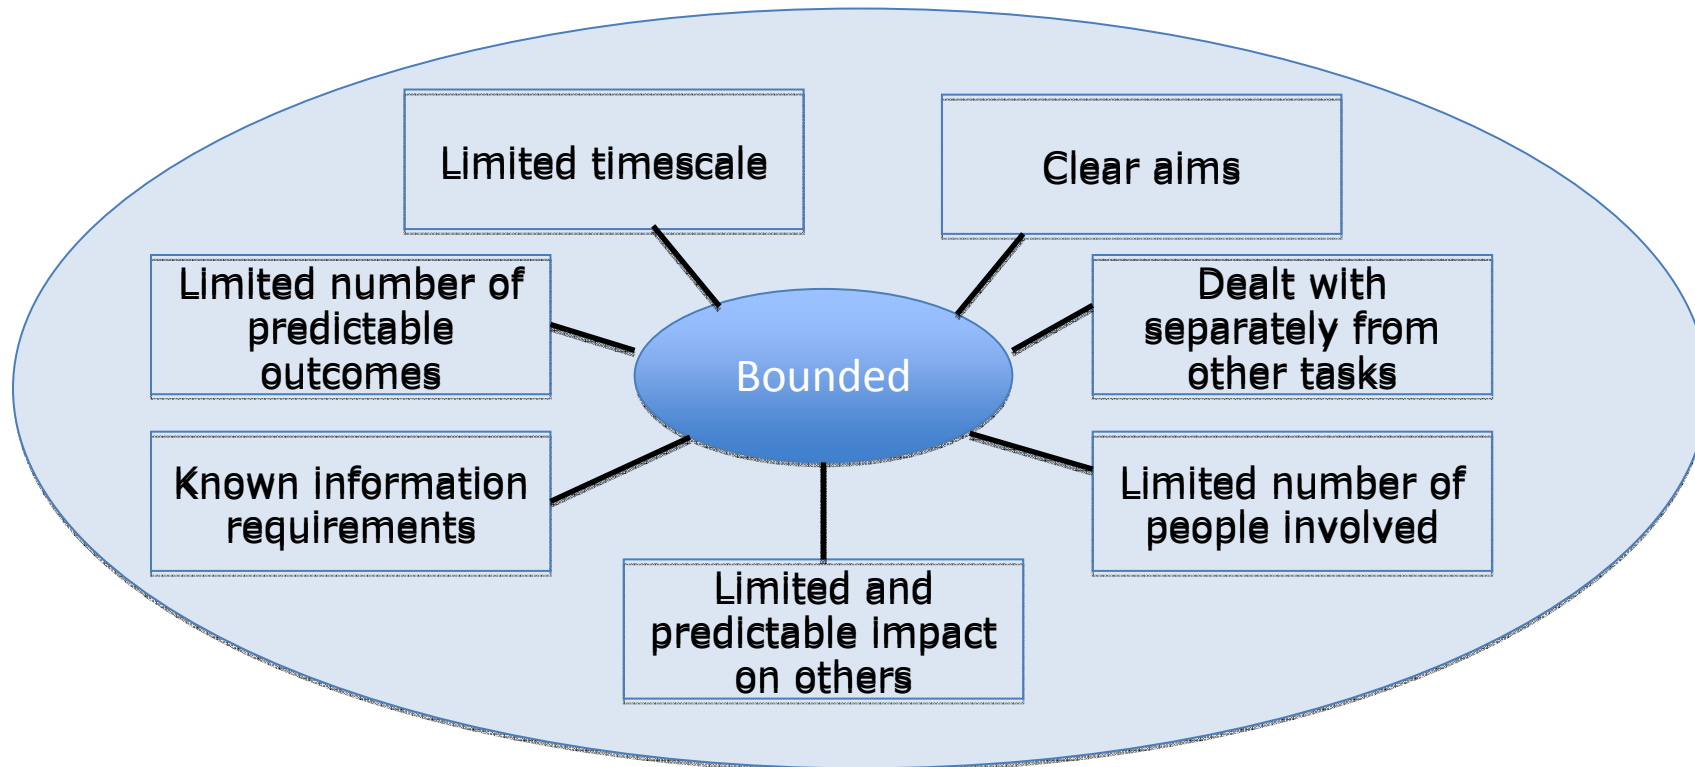 Limited timescale
Clear aims
Limited number of
predictable
outcomes
Dealt with
separately from
other tasks
Bounded
Known information
requirements
Limited number of
people involved
Limited and
predictable impact
on others